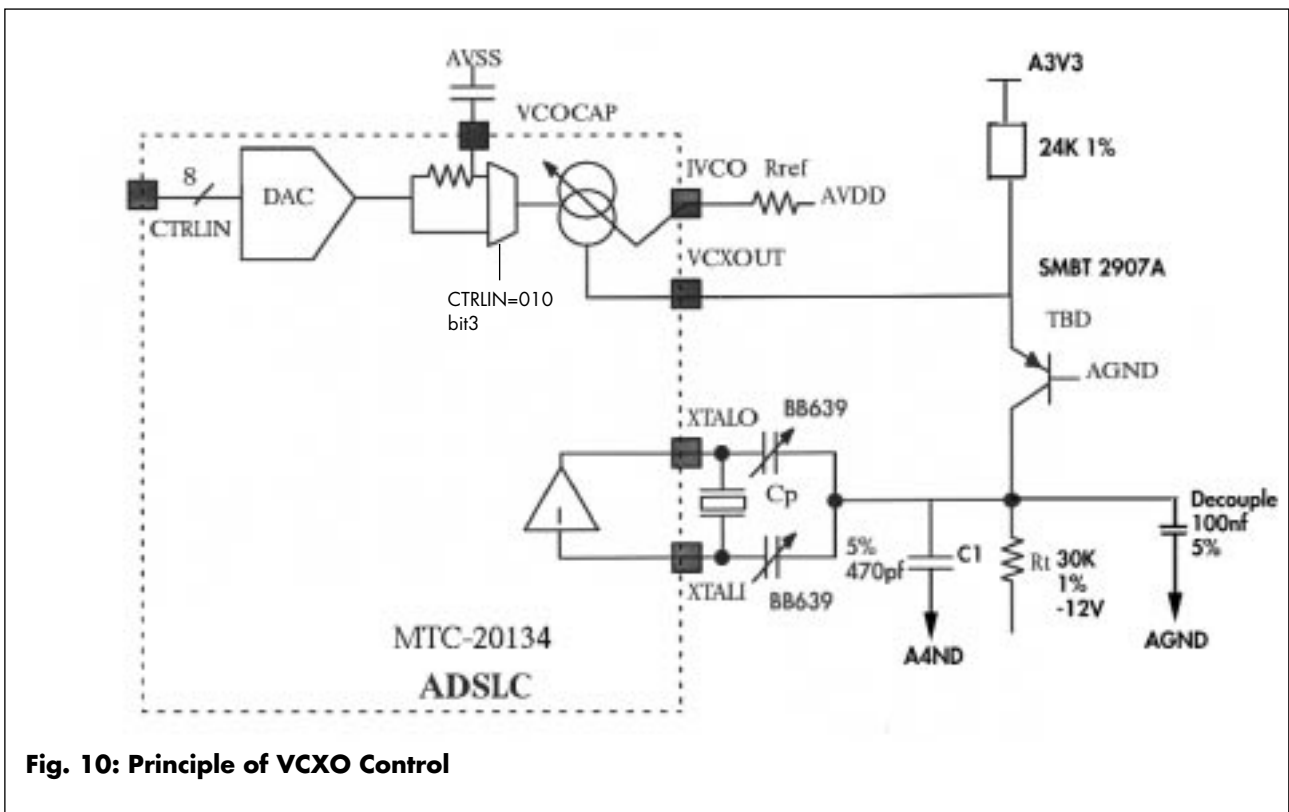 AVSS
VCOCAP
8
DAC
CTRLIN
CTRLIN=010
bit3
IVCO
Rref
AVDD
VCXOUT
A3V3
24K 1%
SMBT 2907A
TBD
AGND
XTALO
BB639
Cp
XTALI
BB639
5%
470pf
C1
A4ND
Rt
30K
1%
-12V
Decouple
100nf
5%
AGND
MTC-20134
ADSLC
Fig. 10: Principle of VCXO Control